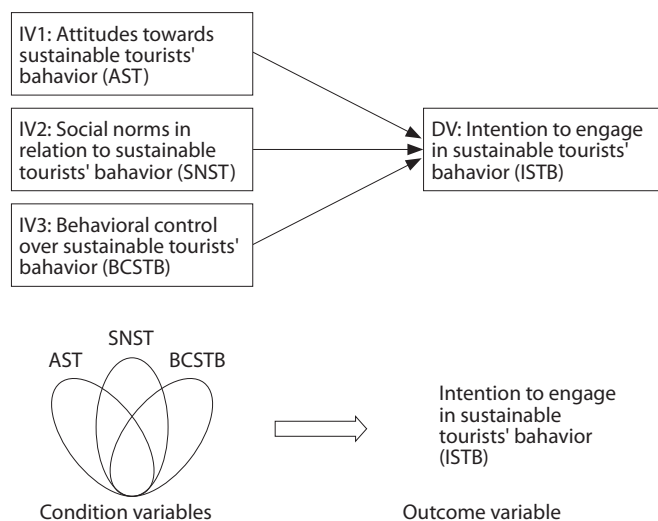 IV1: Attitudes towards
sustainable tourists'
bahavior (AST)
IV2: Social norms in
relation to sustainable
tourists' bahavior (SNST)
IV3: Behavioral control
over sustainable tourists'
bahavior (BCSTB)
DV: Intention to engage
in sustainable tourists'
bahavior (ISTB)
SNST
AST
BCSTB
Condition variables
Intention to engage
in sustainable
tourists' bahavior
(ISTB)
Outcome variable